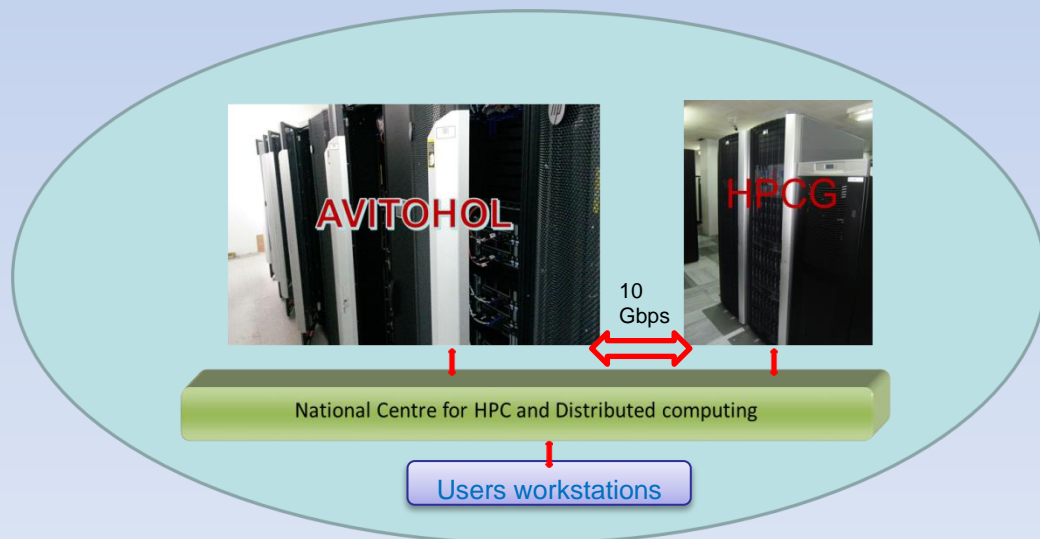 AVITOHOL
HPCG
10
Gbps
National Centre for HPC and Distributed computing
Users workstations